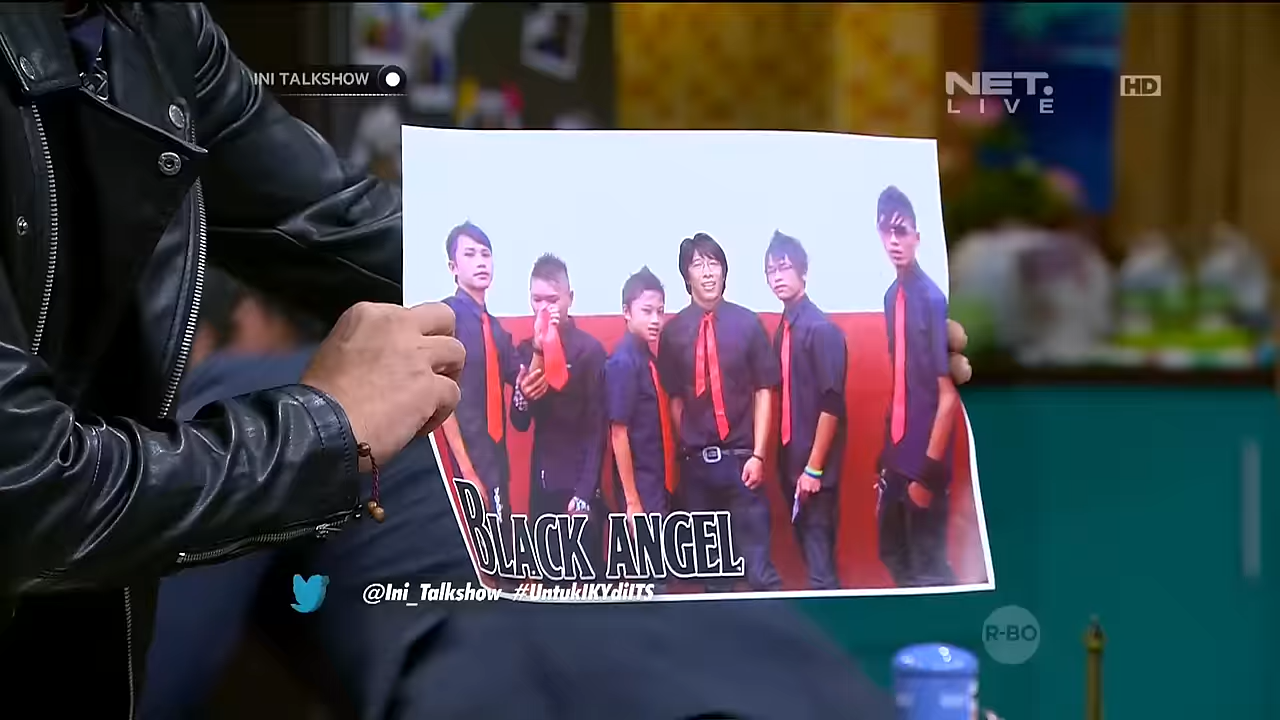 INI TALKSHOW
NET.
LIVE
HD
BLACK ANGEL
@Ini_Talkshow #UntukIKYdiITS
R-BO